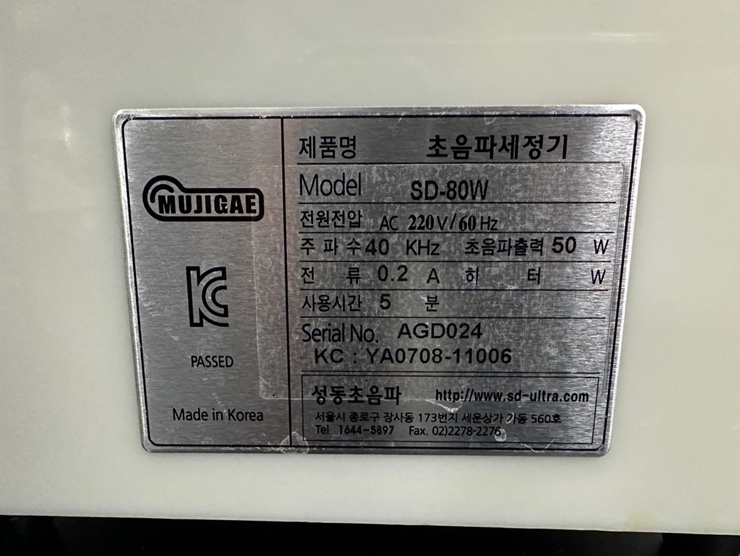 MUJIGAE
KC
PASSED
Made in Korea
제품명 초음파세정기
Model SD-80W
전원전압 AC 220V/60Hz
주파수 40 KHz 초음파출력 50 W
전류 0.2 A 히터 W
사용시간 5 분
Serial No. AGD024
KC : YA0708-11006
성동초음파 http://www.sd-ultra.com
서울시 종로구 장사동 173번지 세운상가 가동 560호
Tel. 1644-5897 Fax. 02)2278-2276